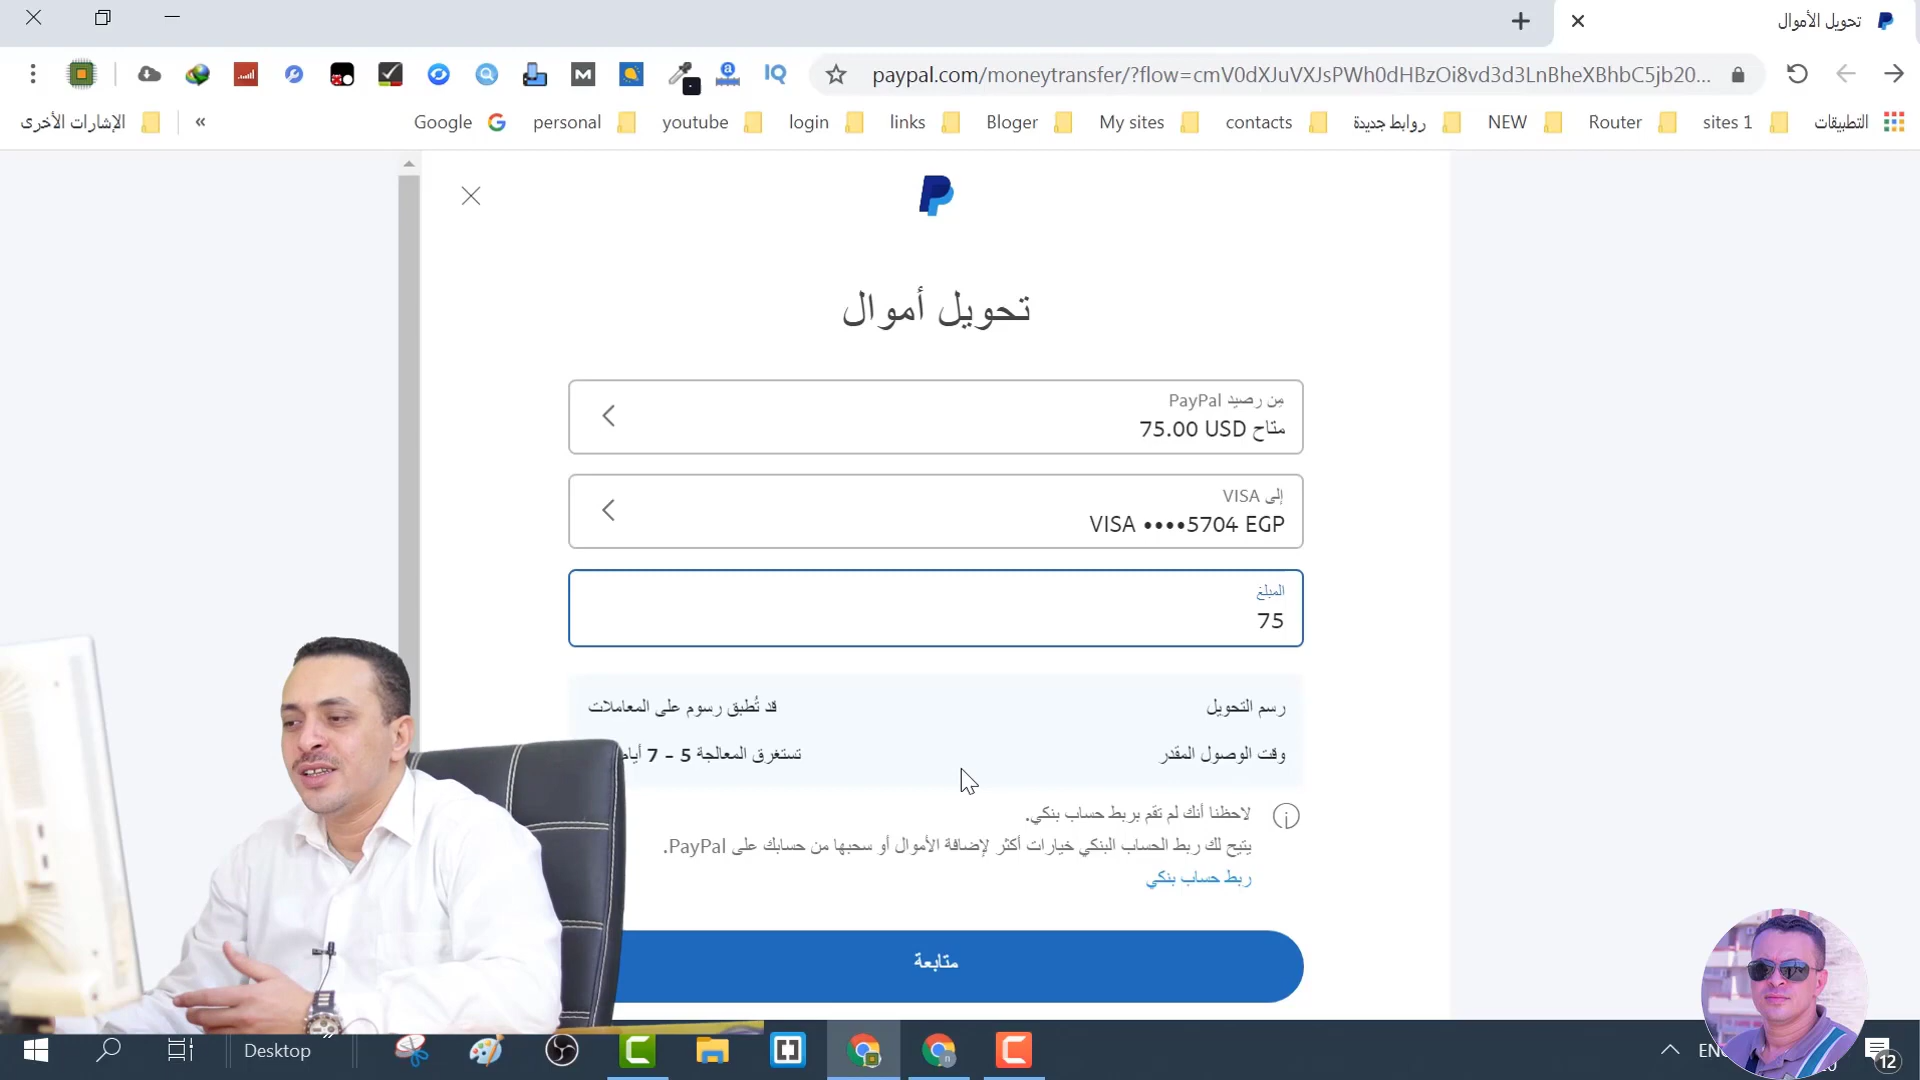 تحويل الأموال
paypal.com/moneytransfer/?flow=cmV0dXJuVXJsPWh0dHBzOi8vd3d3LnBheXBhbC5jb20...
IQ
a
M
التطبيقات
sites 1
Router
NEW
روابط جديدة
contacts
My sites
Bloger
links
login
youtube
personal
Google
»
الإشارات الأخرى
تحويل أموال
من رصيد PayPal
متاح 75.00 USD
إلى VISA
VISA ••••5704 EGP
المبلغ
75
رسم التحويل
قد تُطبق رسوم على المعاملات
وقت الوصول المقدر
تستغرق المعالجة 5 - 7 أيام
لاحظنا أنك لم تقم بربط حساب بنكي.
يتيح لك ربط الحساب البنكي خيارات أكثر لإضافة الأموال أو سحبها من حسابك على PayPal.
ربط حساب بنكي
متابعة
Desktop
12